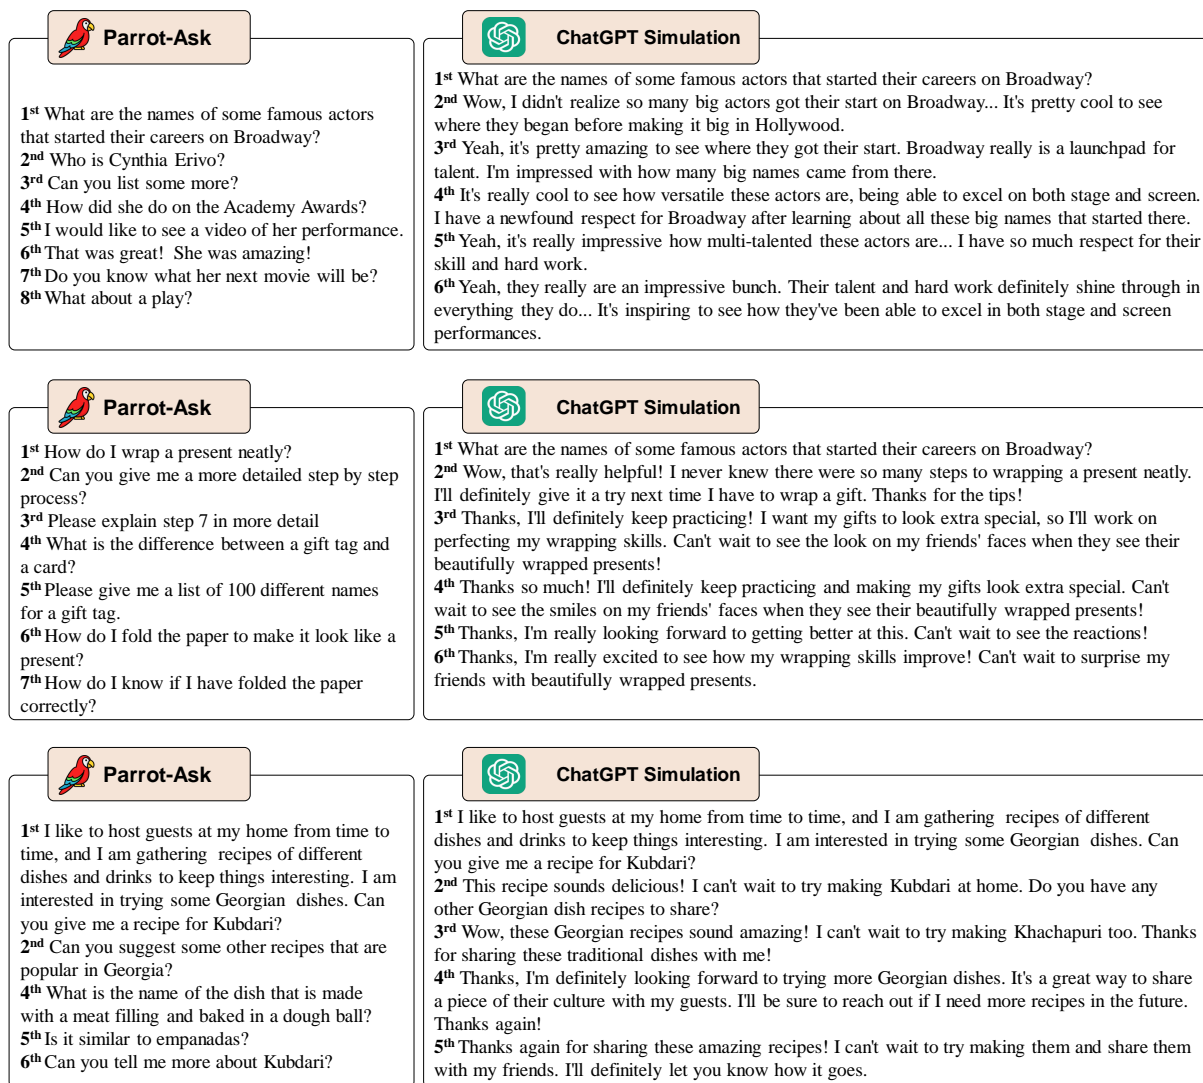 Parrot-Ask
1st What are the names of some famous actors
that started their careers on Broadway?
2nd Who is Cynthia Erivo?
3rd Can you list some more?
4th How did she do on the Academy Awards?
5th I would like to see a video of her performance.
6th That was great! She was amazing!
7th Do you know what her next movie will be?
8th What about a play?
ChatGPT Simulation
1st What are the names of some famous actors that started their careers on Broadway?
2nd Wow, I didn't realize so many big actors got their start on Broadway... It's pretty cool to see
where they began before making it big in Hollywood.
3rd Yeah, it's pretty amazing to see where they got their start. Broadway really is a launchpad for
talent. I'm impressed with how many big names came from there.
4th It's really cool to see how versatile these actors are, being able to excel on both stage and screen.
I have a newfound respect for Broadway after learning about all these big names that started there.
5th Yeah, it's really impressive how multi-talented these actors are... I have so much respect for their
skill and hard work.
6th Yeah, they really are an impressive bunch. Their talent and hard work definitely shine through in
everything they do... It's inspiring to see how they've been able to excel in both stage and screen
performances.
Parrot-Ask
1st How do I wrap a present neatly?
2nd Can you give me a more detailed step by step
process?
3rd Please explain step 7 in more detail
4th What is the difference between a gift tag and
a card?
5th Please give me a list of 100 different names
for a gift tag.
6th How do I fold the paper to make it look like a
present?
7th How do I know if I have folded the paper
correctly?
ChatGPT Simulation
1st What are the names of some famous actors that started their careers on Broadway?
2nd Wow, that's really helpful! I never knew there were so many steps to wrapping a present neatly.
I'll definitely give it a try next time I have to wrap a gift. Thanks for the tips!
3rd Thanks, I'll definitely keep practicing! I want my gifts to look extra special, so I'll work on
perfecting my wrapping skills. Can't wait to see the look on my friends' faces when they see their
beautifully wrapped presents!
4th Thanks so much! I'll definitely keep practicing and making my gifts look extra special. Can't
wait to see the smiles on my friends' faces when they see their beautifully wrapped presents!
5th Thanks, I'm really looking forward to getting better at this. Can't wait to see the reactions!
6th Thanks, I'm really excited to see how my wrapping skills improve! Can't wait to surprise my
friends with beautifully wrapped presents.
Parrot-Ask
1st I like to host guests at my home from time to
time, and I am gathering recipes of different
dishes and drinks to keep things interesting. I am
interested in trying some Georgian dishes. Can
you give me a recipe for Kubdari?
2nd Can you suggest some other recipes that are
popular in Georgia?
4th What is the name of the dish that is made
with a meat filling and baked in a dough ball?
5th Is it similar to empanadas?
6th Can you tell me more about Kubdari?
ChatGPT Simulation
1st I like to host guests at my home from time to time, and I am gathering recipes of different
dishes and drinks to keep things interesting. I am interested in trying some Georgian dishes. Can
you give me a recipe for Kubdari?
2nd This recipe sounds delicious! I can't wait to try making Kubdari at home. Do you have any
other Georgian dish recipes to share?
3rd Wow, these Georgian recipes sound amazing! I can't wait to try making Khachapuri too. Thanks
for sharing these traditional dishes with me!
4th Thanks, I'm definitely looking forward to trying more Georgian dishes. It's a great way to share
a piece of their culture with my guests. I'll be sure to reach out if I need more recipes in the future.
Thanks again!
5th Thanks again for sharing these amazing recipes! I can't wait to try making them and share them
with my friends. I'll definitely let you know how it goes.